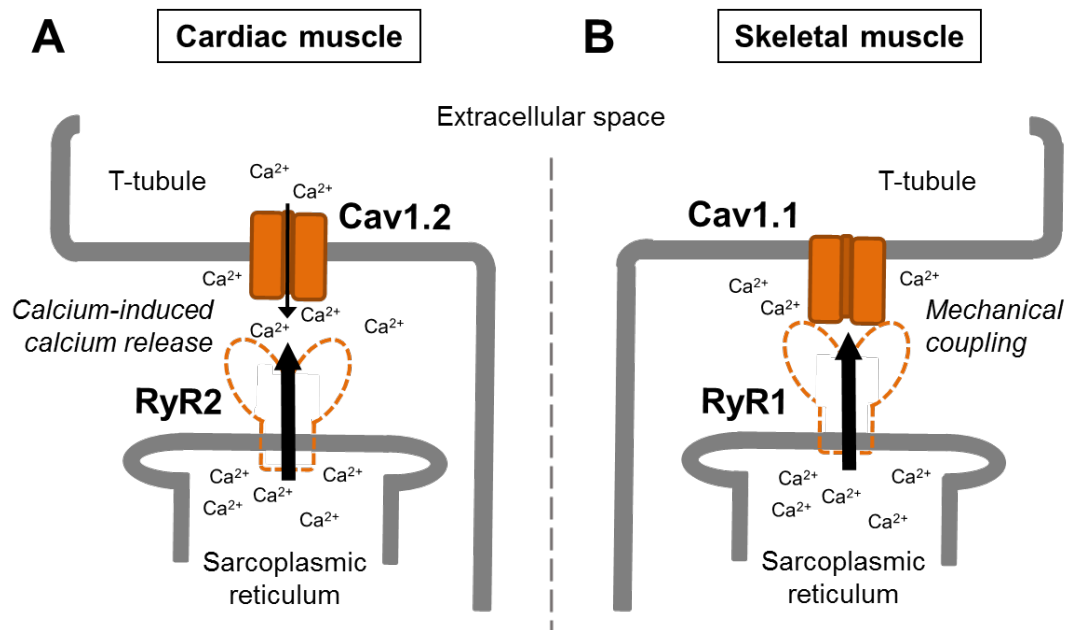 A
Cardiac muscle
Extracellular space
T-tubule
Ca²⁺
Ca²⁺
Cav1.2
Ca²⁺
Calcium-induced
calcium release
Ca²⁺
Ca²⁺
Ca²⁺
RyR2
Ca²⁺
Ca²⁺
Ca²⁺
Ca²⁺
Ca²⁺
Sarcoplasmic
reticulum
B
Skeletal muscle
T-tubule
Cav1.1
Ca²⁺
Ca²⁺
Ca²⁺
Mechanical
coupling
RyR1
Ca²⁺
Ca²⁺
Ca²⁺
Ca²⁺
Ca²⁺
Sarcoplasmic
reticulum